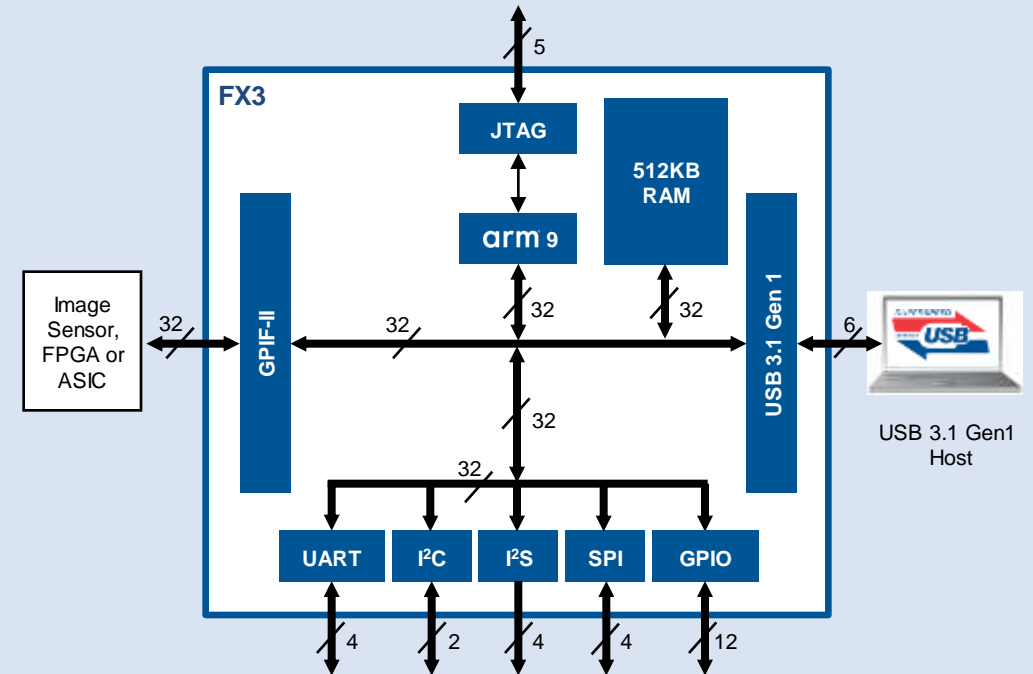 5
FX3
JTAG
512KB
RAM
arm 9
32
32
Image
Sensor,
FPGA or
ASIC
32
GPIF-II
32
USB 3.1 Gen 1
6
USB
USB 3.1 Gen1
Host
32
32
UART
I²C
I²S
SPI
GPIO
4
2
4
4
12